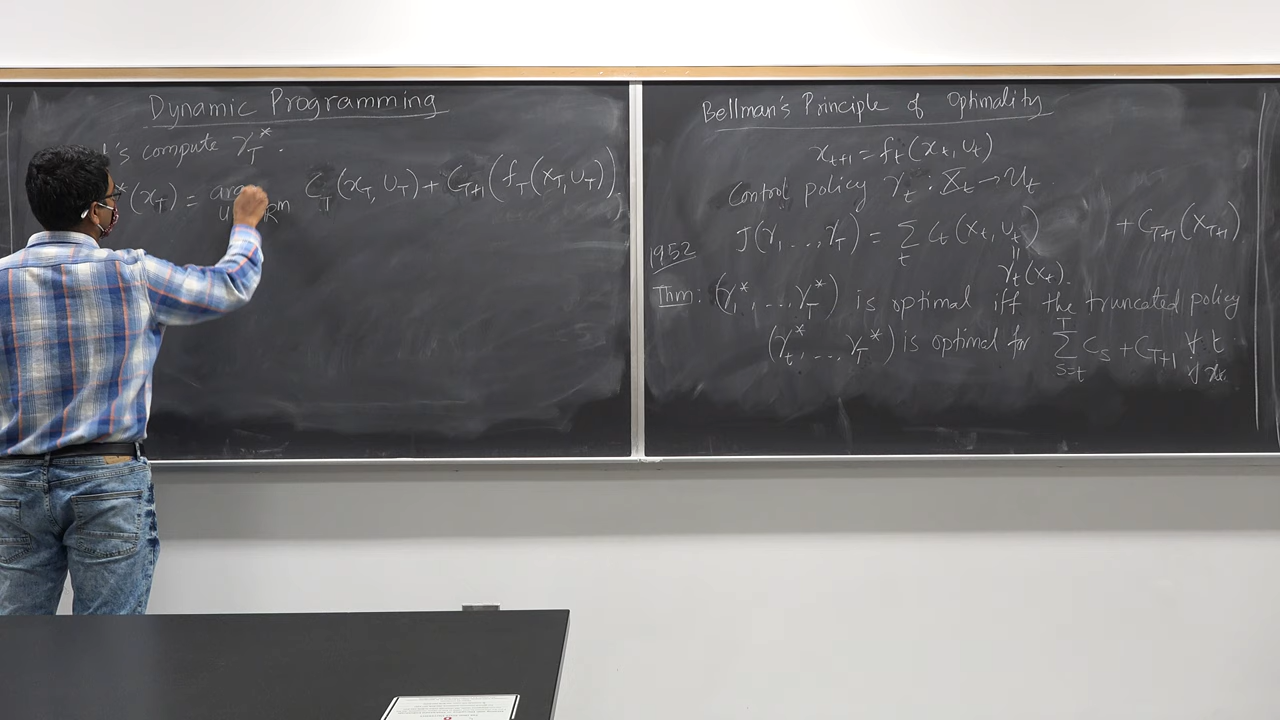 Dynamic Programming
's compute γ_T^*.
*(x_T) = C_T(x_T, U_T) + C_{T+1}(f_T(x_T, U_T))
Bellman's Principle of Optimality
x_{t+1} = f_t(x_t, u_t)
Control policy γ_t : X_t → U_t.
J(γ_1 ... γ_T) = Σ_t C_t(x_t, u_t) + C_{T+1}(X_{T+1})
||
γ_t(x_t).
1952
Thm: (γ_1^*, ..., γ_T^*) is optimal iff the truncated policy
(γ_t^*, ..., γ_T^*) is optimal for Σ_{s=t}^T C_s + C_{T+1} ∀ t